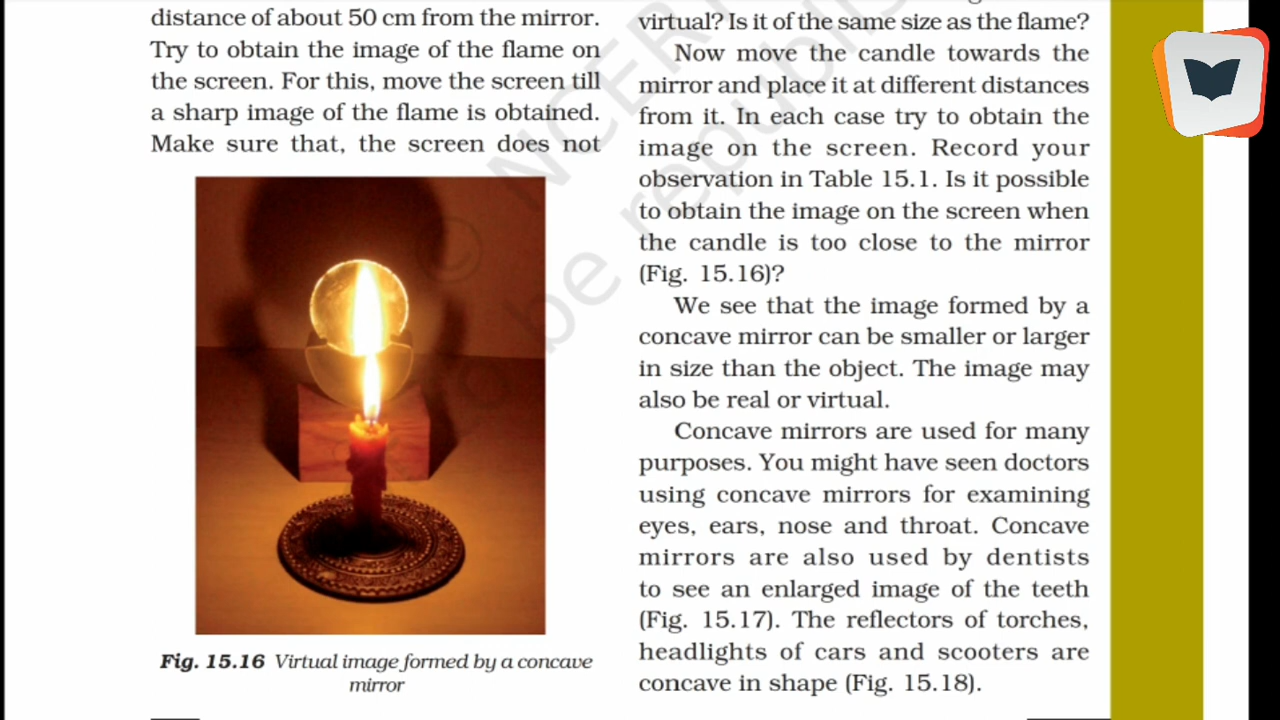 distance of about 50 cm from the mirror.
Try to obtain the image of the flame on
the screen. For this, move the screen till
a sharp image of the flame is obtained.
Make sure that, the screen does not
Fig. 15.16 Virtual image formed by a concave
mirror
virtual? Is it of the same size as the flame?
Now move the candle towards the
mirror and place it at different distances
from it. In each case try to obtain the
image on the screen. Record your
observation in Table 15.1. Is it possible
to obtain the image on the screen when
the candle is too close to the mirror
(Fig. 15.16)?
We see that the image formed by a
concave mirror can be smaller or larger
in size than the object. The image may
also be real or virtual.
Concave mirrors are used for many
purposes. You might have seen doctors
using concave mirrors for examining
eyes, ears, nose and throat. Concave
mirrors are also used by dentists
to see an enlarged image of the teeth
(Fig. 15.17). The reflectors of torches,
headlights of cars and scooters are
concave in shape (Fig. 15.18).
© NCERT
be republis